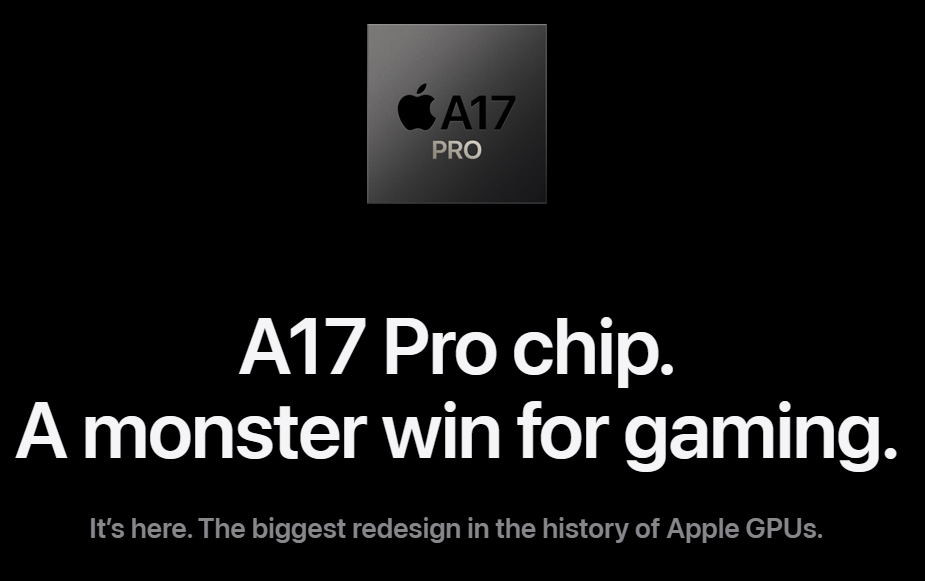 A17
PRO
A17 Pro chip.
A monster win for gaming.
It’s here. The biggest redesign in the history of Apple GPUs.